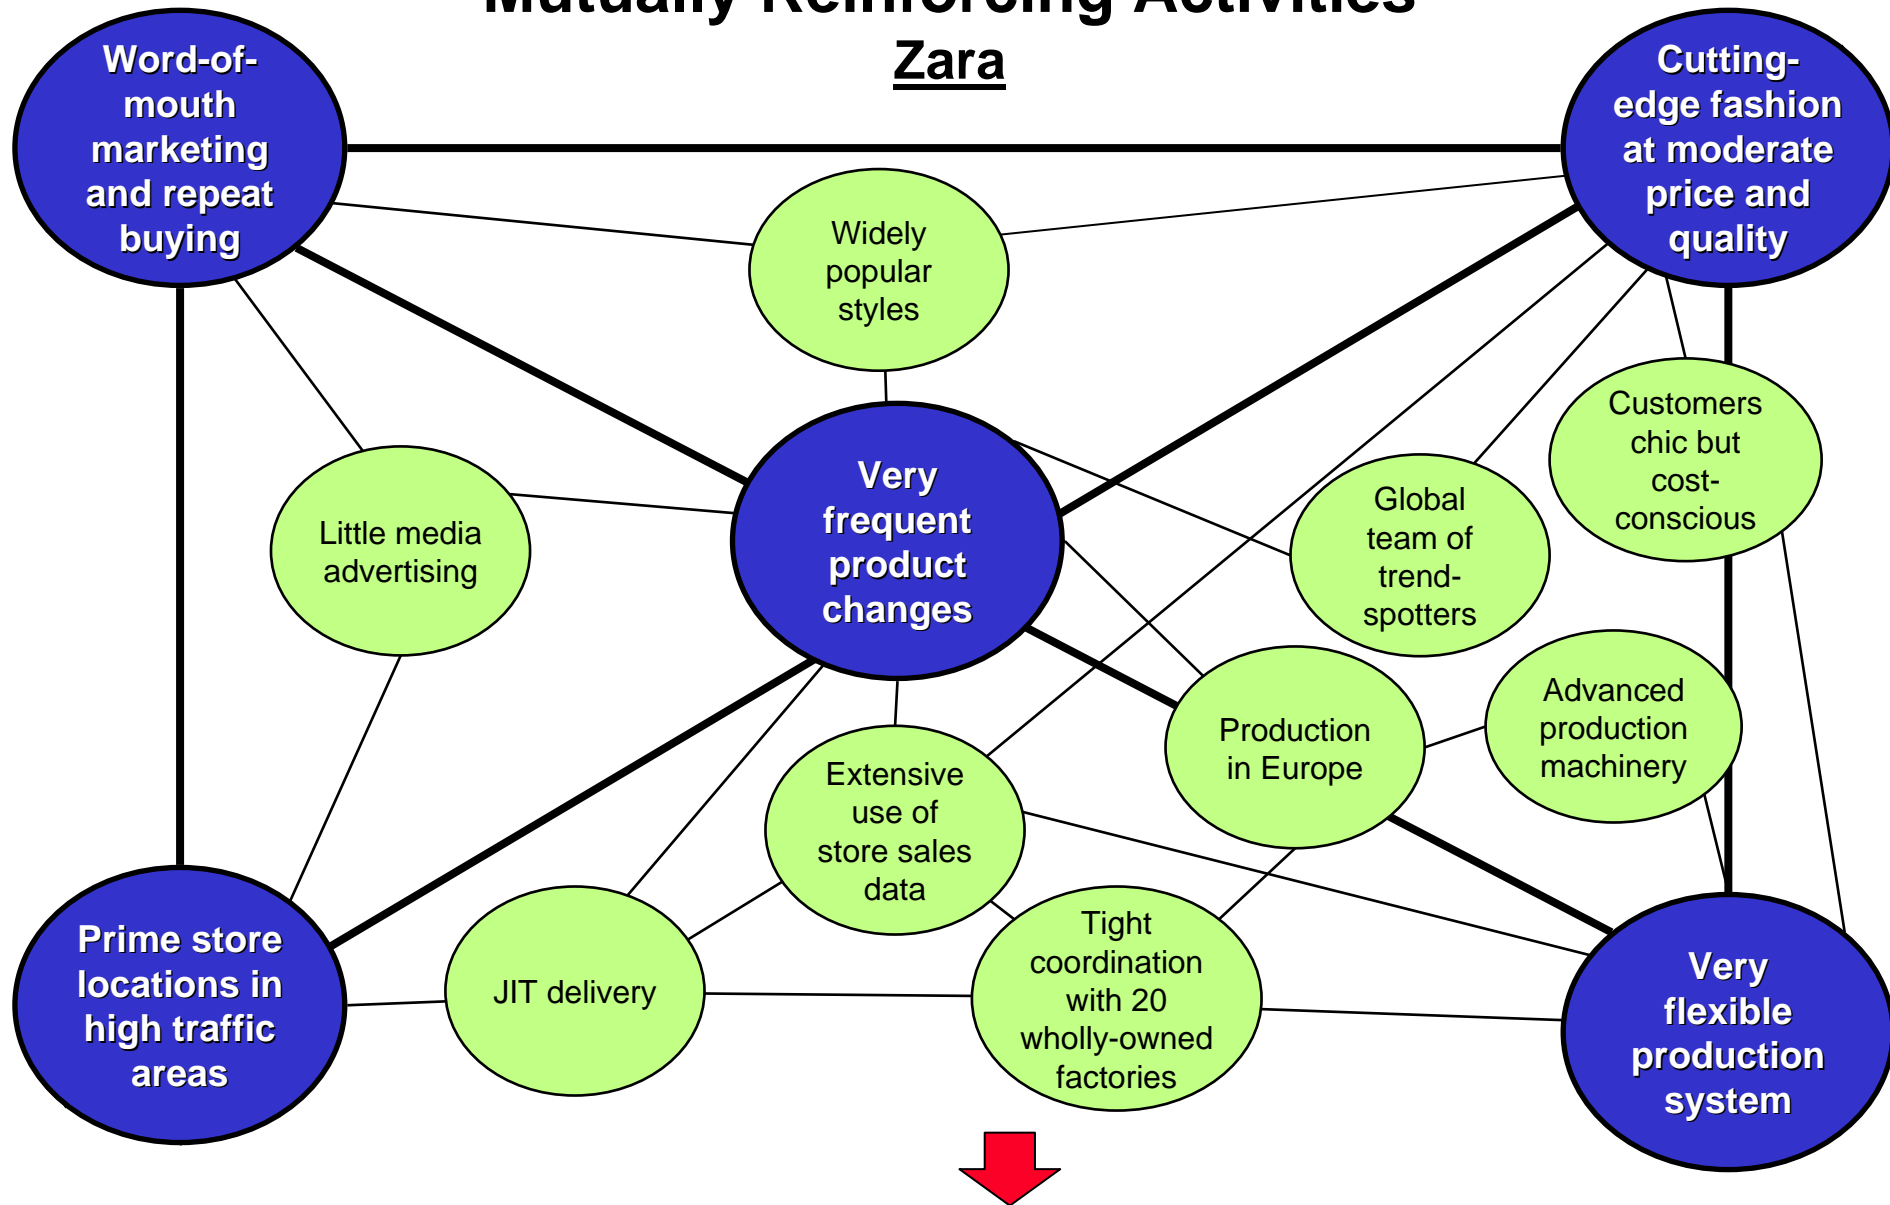 Mutually Reinforcing Activities
Zara
Word-of-
mouth
marketing
and repeat
buying
Cutting-
edge fashion
at moderate
price and
quality
Widely
popular
styles
Customers
chic but
cost-
conscious
Very
frequent
product
changes
Global
team of
trend-
spotters
Little media
advertising
Production
in Europe
Advanced
production
machinery
Extensive
use of
store sales
data
Prime store
locations in
high traffic
areas
JIT delivery
Tight
coordination
with 20
wholly-owned
factories
Very
flexible
production
system